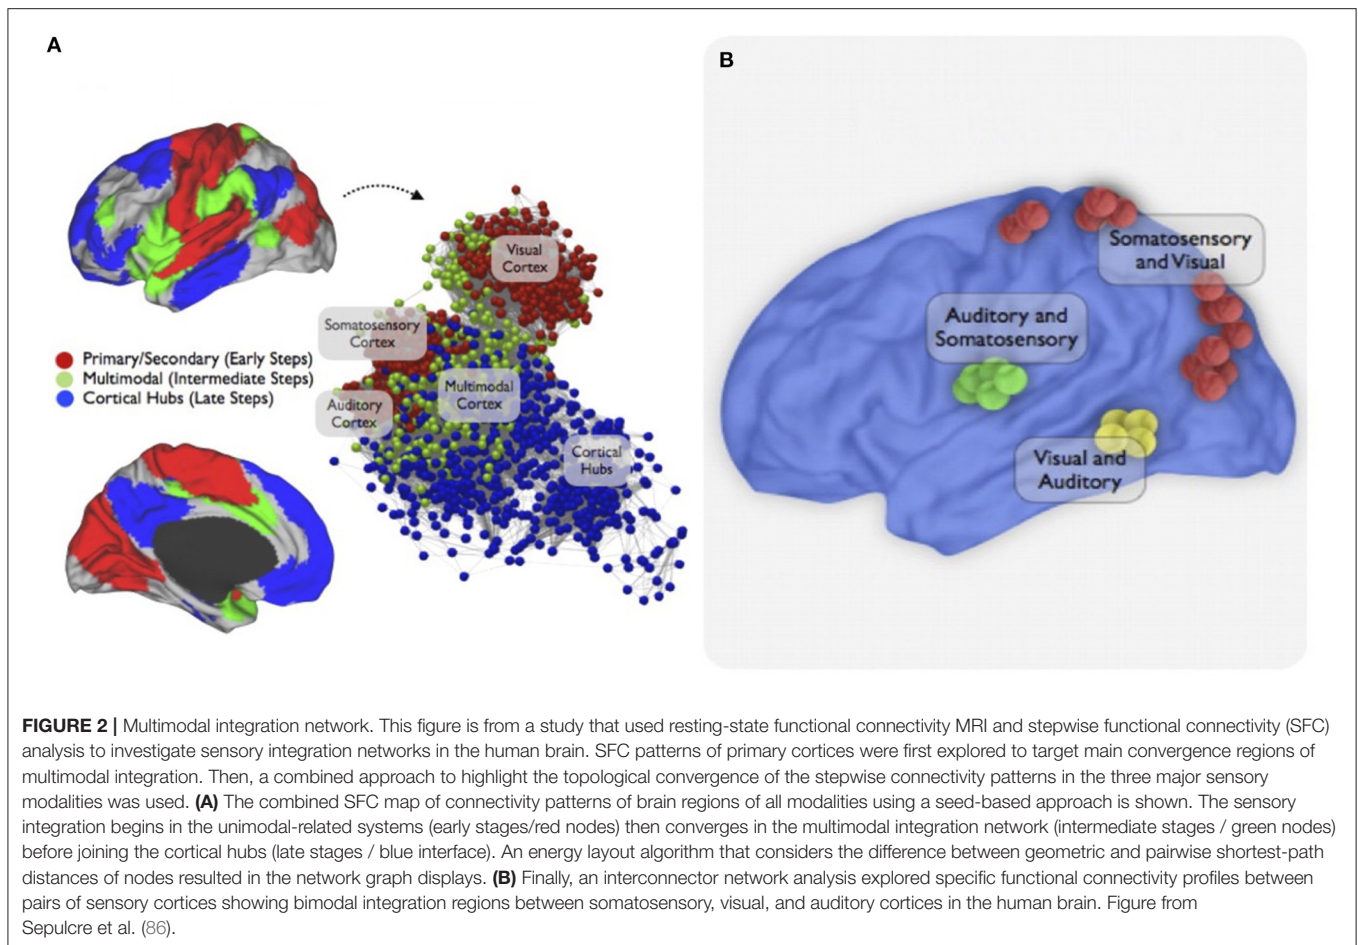 A
B
Visual
Cortex
Somatosensory
Cortex
Multimodal
Cortex
Auditory
Cortex
Cortical
Hubs
Primary/Secondary (Early Steps)
Multimodal (Intermediate Steps)
Cortical Hubs (Late Steps)
Somatosensory
and Visual
Auditory and
Somatosensory
Visual and
Auditory
FIGURE 2 | Multimodal integration network. This figure is from a study that used resting-state functional connectivity MRI and stepwise functional connectivity (SFC)
analysis to investigate sensory integration networks in the human brain. SFC patterns of primary cortices were first explored to target main convergence regions of
multimodal integration. Then, a combined approach to highlight the topological convergence of the stepwise connectivity patterns in the three major sensory
modalities was used. (A) The combined SFC map of connectivity patterns of brain regions of all modalities using a seed-based approach is shown. The sensory
integration begins in the unimodal-related systems (early stages/red nodes) then converges in the multimodal integration network (intermediate stages / green nodes)
before joining the cortical hubs (late stages / blue interface). An energy layout algorithm that considers the difference between geometric and pairwise shortest-path
distances of nodes resulted in the network graph displays. (B) Finally, an interconnector network analysis explored specific functional connectivity profiles between
pairs of sensory cortices showing bimodal integration regions between somatosensory, visual, and auditory cortices in the human brain. Figure from
Sepulcre et al. (86).